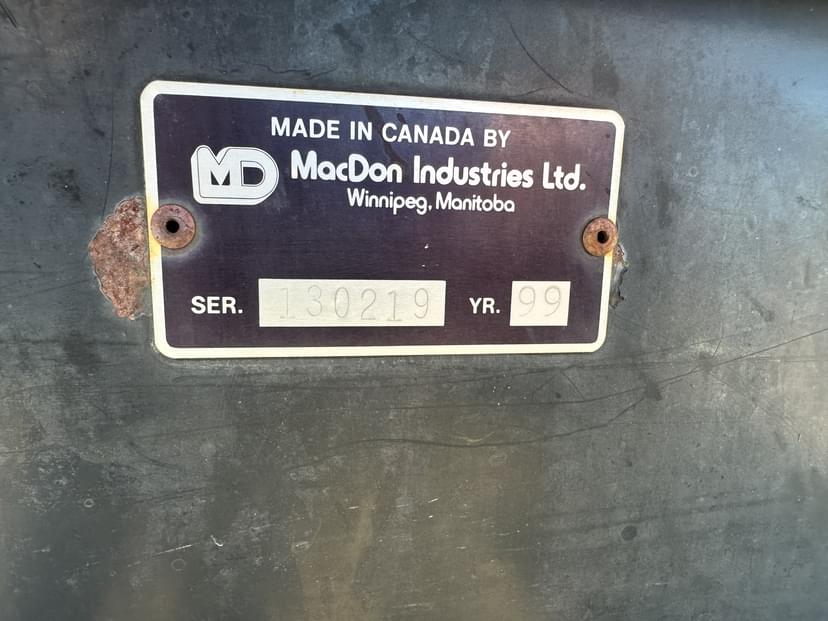 MADE IN CANADA BY
MD MacDon Industries Ltd.
Winnipeg, Manitoba
SER. 130219 YR. 99